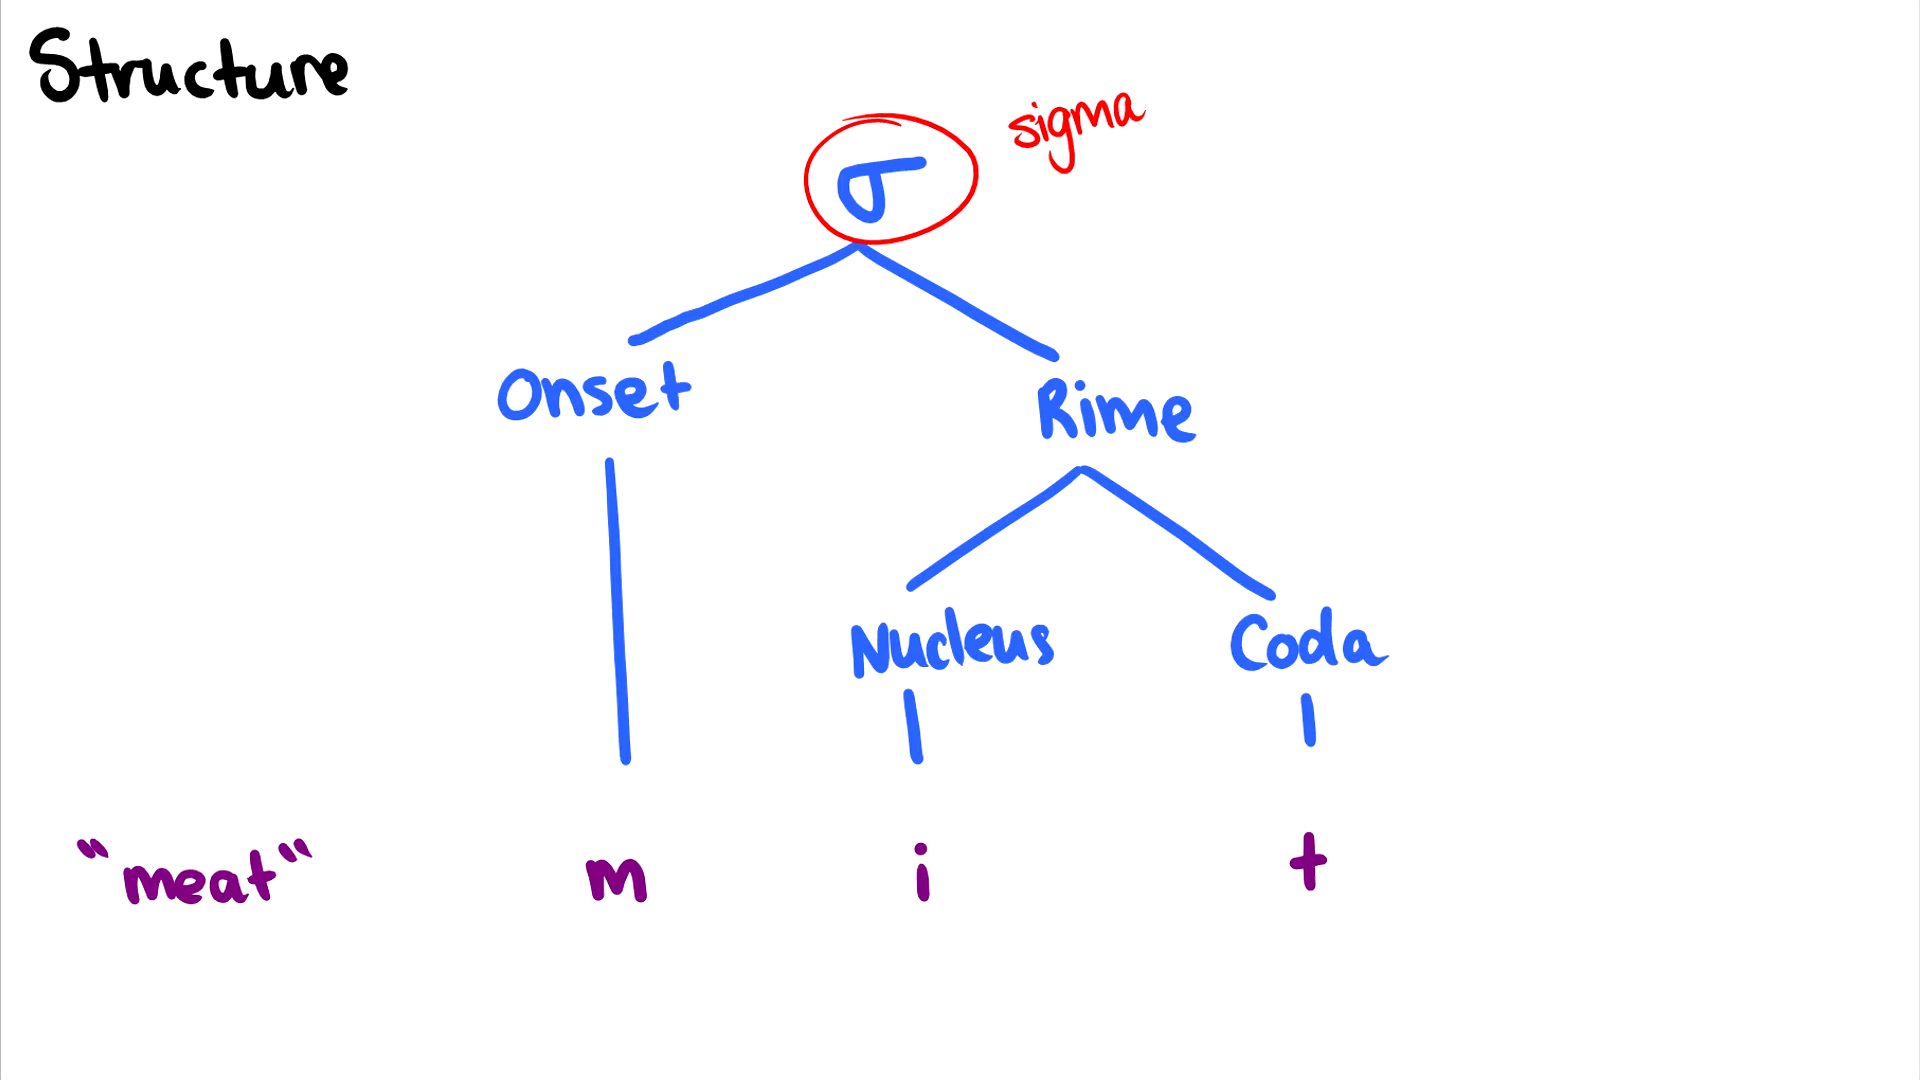 Structure
σ sigma
Onset Rime
Nucleus Coda
"meat" m i t